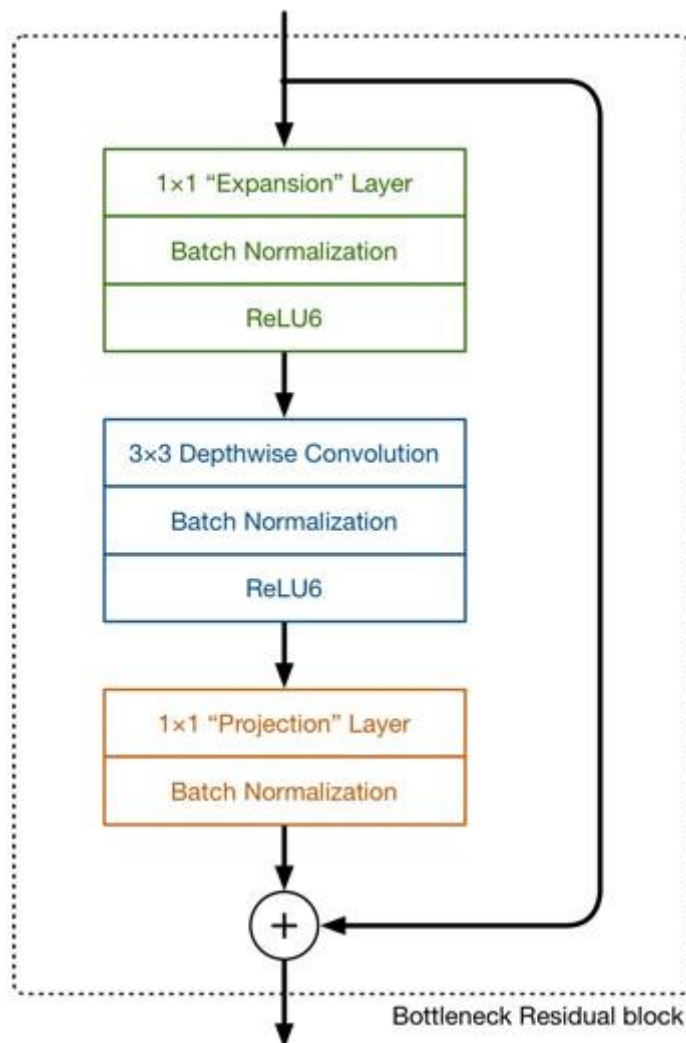 1×1 “Expansion” Layer
Batch Normalization
ReLU6
3×3 Depthwise Convolution
Batch Normalization
ReLU6
1×1 “Projection” Layer
Batch Normalization
+
Bottleneck Residual block